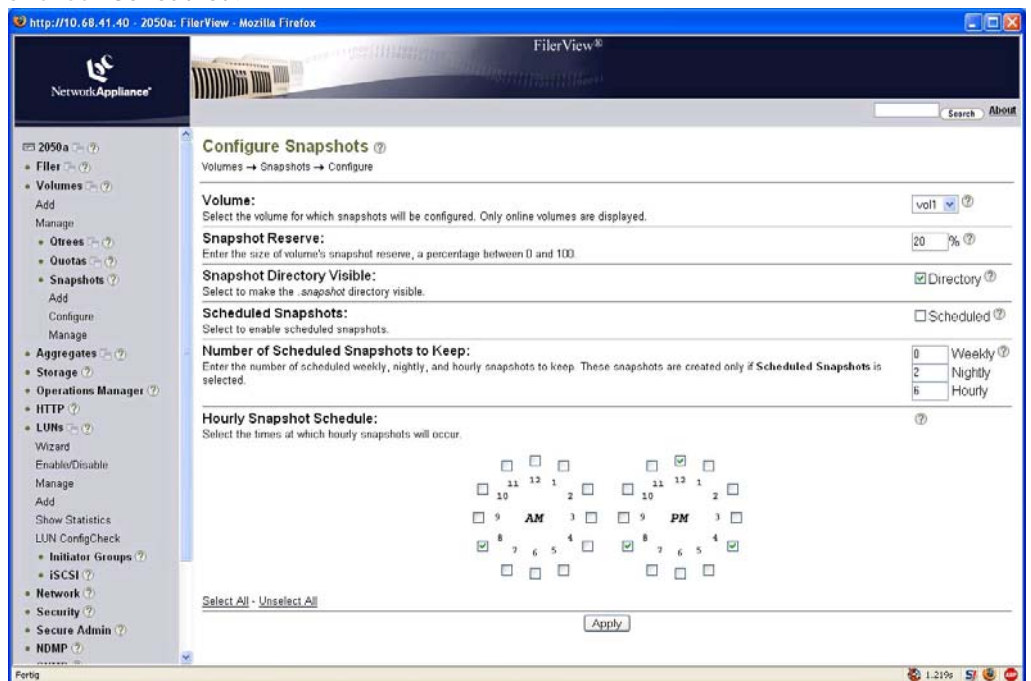 http://10.68.41.40 - 2050a: FilerView - Mozilla Firefox
FilerView®
NetworkAppliance®
Search About
2050a
Filer
Volumes
Add
Manage
Qtrees
Quotas
Snapshots
Add
Configure
Manage
Aggregates
Storage
Operations Manager
HTTP
LUNs
Wizard
Enable/Disable
Manage
Add
Show Statistics
LUN ConfigCheck
Initiator Groups
iSCSI
Network
Security
Secure Admin
NDMP
Configure Snapshots
Volumes → Snapshots → Configure
Volume:
Select the volume for which snapshots will be configured. Only online volumes are displayed.
vol1
Snapshot Reserve:
Enter the size of volume's snapshot reserve, a percentage between 0 and 100.
20 %
Snapshot Directory Visible:
Select to make the .snapshot directory visible.
Directory
Scheduled Snapshots:
Select to enable scheduled snapshots.
Scheduled
Number of Scheduled Snapshots to Keep:
Enter the number of scheduled weekly, nightly, and hourly snapshots to keep. These snapshots are created only if Scheduled Snapshots is
selected.
0 Weekly
2 Nightly
6 Hourly
Hourly Snapshot Schedule:
Select the times at which hourly snapshots will occur.
11 12 1
10 2
9 AM 3
8 4
7 6 5
11 12 1
10 2
9 PM 3
8 4
7 6 5
Select All - Unselect All
Apply
Fertig
1.219s